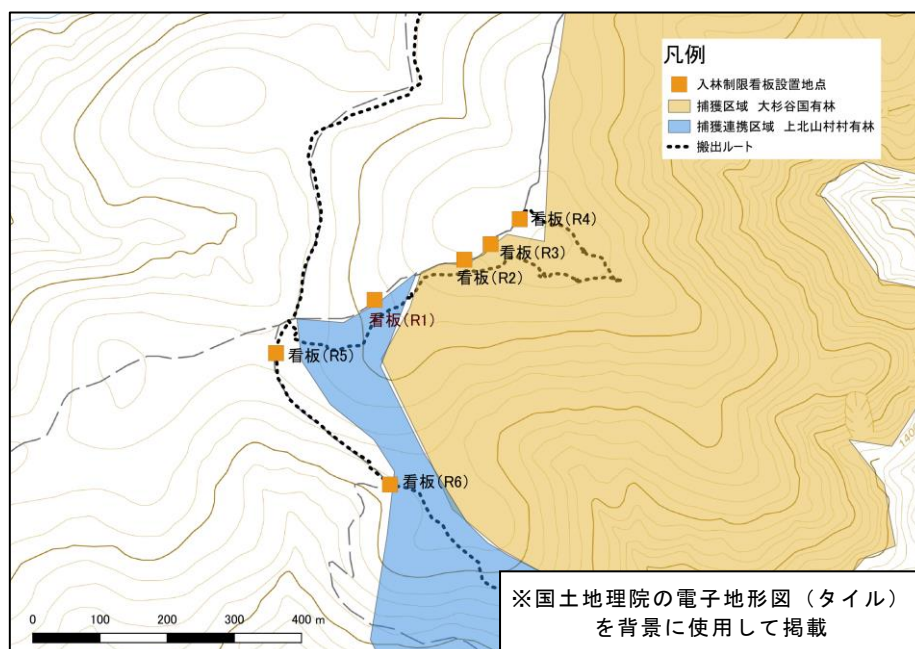 凡例
入林制限看板設置地点
捕獲区域 大杉谷国有林
捕獲連携区域 上北山村村有林
搬出ルート
看板(R4)
看板(R3)
看板(R2)
看板(R1)
看板(R5)
看板(R6)
1400
0 100 200 300 400 m
※国土地理院の電子地形図(タイル)
を背景に使用して掲載